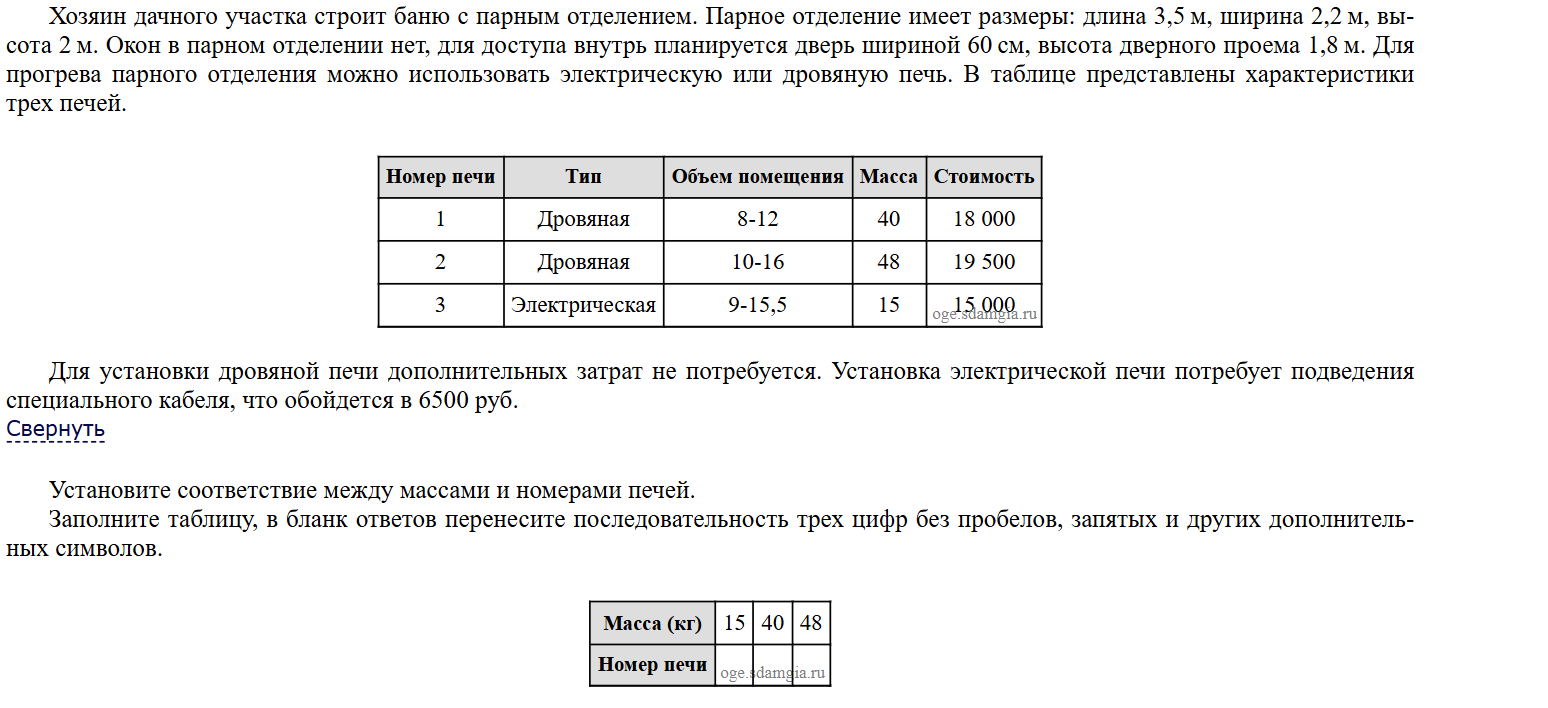 Хозяин дачного участка строит баню с парным отделением. Парное отделение имеет размеры: длина 3,5 м, ширина 2,2 м, вы-
сота 2 м. Окон в парном отделении нет, для доступа внутрь планируется дверь шириной 60 см, высота дверного проема 1,8 м. Для
прогрева парного отделения можно использовать электрическую или дровяную печь. В таблице представлены характеристики
трех печей.
Номер печи Тип Объем помещения Масса Стоимость
1 Дровяная 8-12 40 18 000
2 Дровяная 10-16 48 19 500
3 Электрическая 9-15,5 15 15 000
oge.sdamgia.ru
Для установки дровяной печи дополнительных затрат не потребуется. Установка электрической печи потребует подведения
специального кабеля, что обойдется в 6500 руб.
Свернуть
Установите соответствие между массами и номерами печей.
Заполните таблицу, в бланк ответов перенесите последовательность трех цифр без пробелов, запятых и других дополнитель-
ных символов.
Масса (кг) 15 40 48
Номер печи
oge.sdamgia.ru